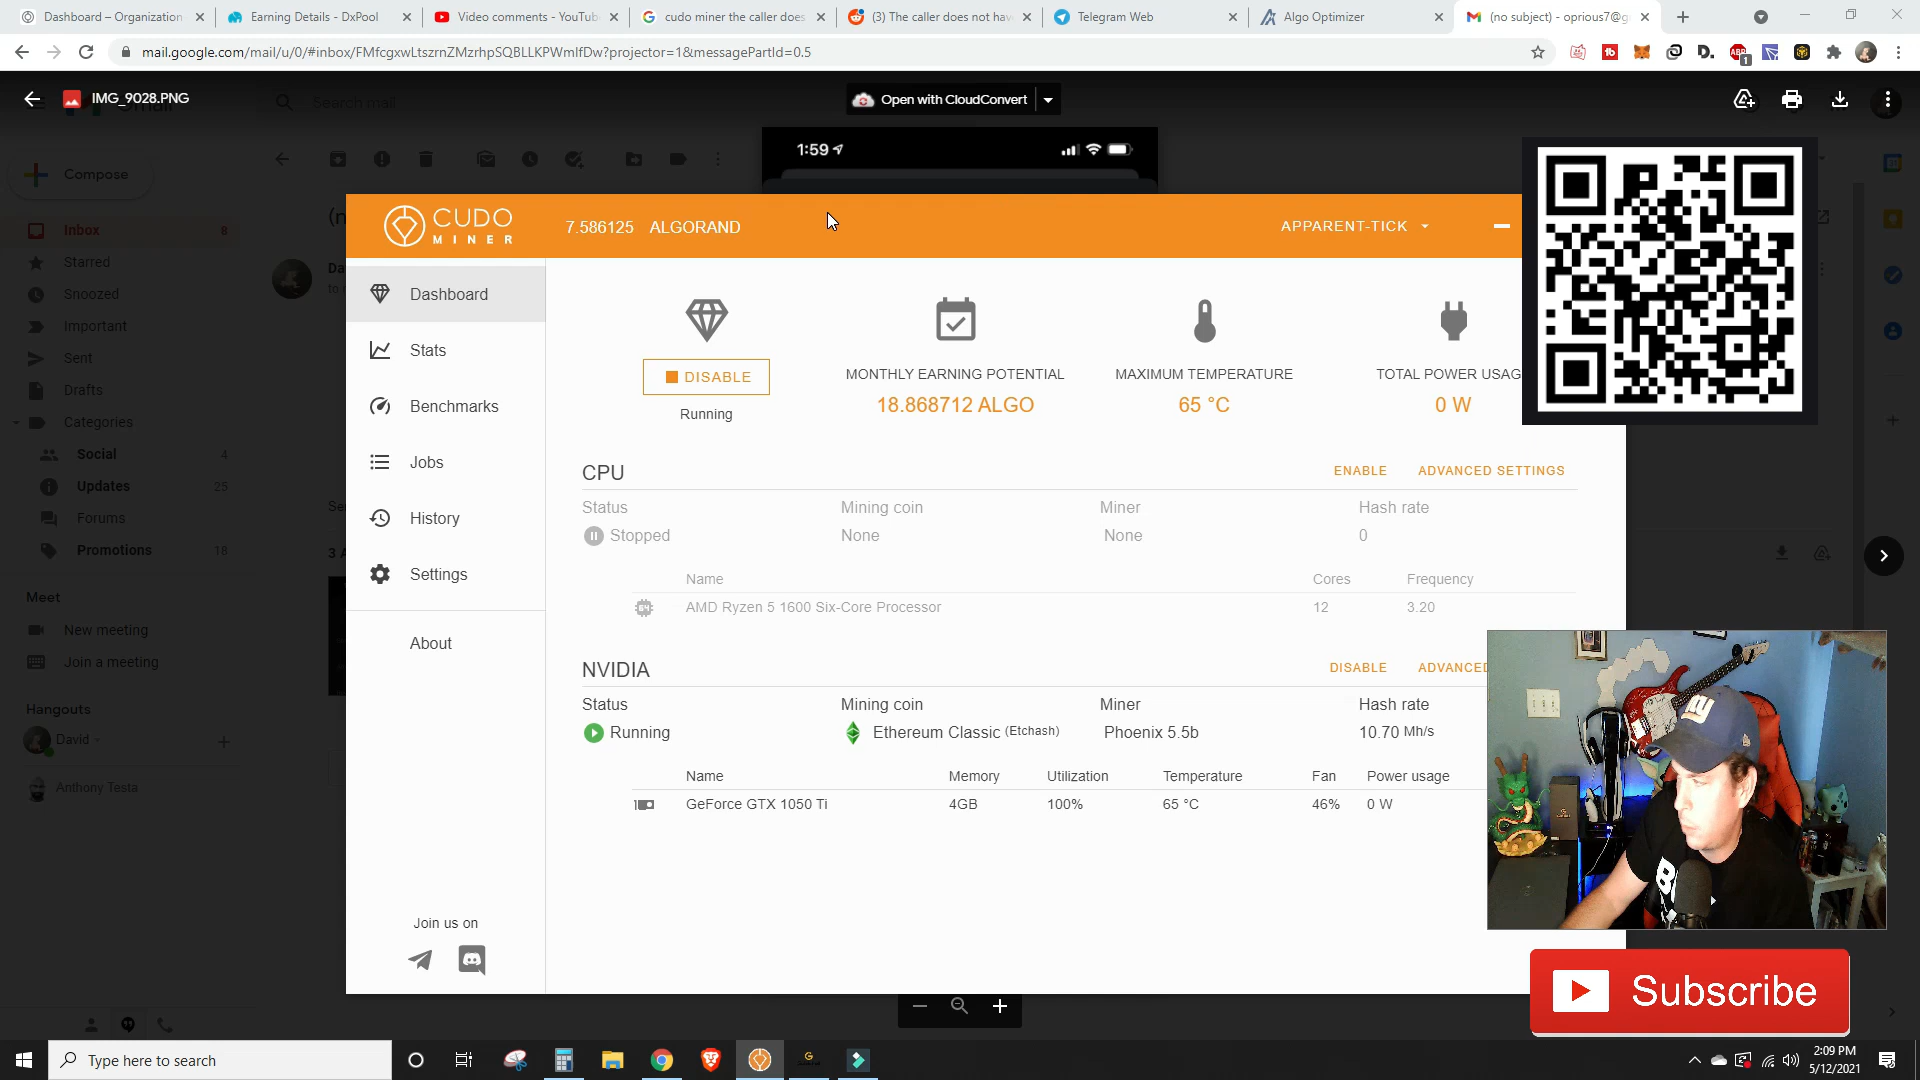 Dashboard – Organization
Earning Details - DxPool
Video comments - YouTub
cudo miner the caller does
(3) The caller does not hav
Telegram Web
Algo Optimizer
(no subject) - oprious7@g
mail.google.com/mail/u/0/#inbox/FMfcgxwLtszrnZMzrhpSQBLLKPWmIfDw?projector=1&messagePartId=0.5
IMG_9028.PNG
Search mail
Open with CloudConvert
1:59
Compose
Inbox 8
Starred
Snoozed
Important
Sent
Drafts
Categories
Social 4
Updates 25
Forums
Promotions 18
Meet
New meeting
Join a meeting
Hangouts
David
Anthony Testa
CUDO
MINER
7.586125 ALGORAND
APPARENT-TICK
Dashboard
Stats
Benchmarks
Jobs
History
Settings
About
Join us on
DISABLE
Running
MONTHLY EARNING POTENTIAL
18.868712 ALGO
MAXIMUM TEMPERATURE
65 °C
TOTAL POWER USAG
0 W
CPU
ENABLE ADVANCED SETTINGS
Status Mining coin Miner Hash rate
Stopped None None 0
Name Cores Frequency
AMD Ryzen 5 1600 Six-Core Processor 12 3.20
NVIDIA
DISABLE ADVANCED
Status Mining coin Miner Hash rate
Running Ethereum Classic (Etchash) Phoenix 5.5b 10.70 Mh/s
Name Memory Utilization Temperature Fan Power usage
GeForce GTX 1050 Ti 4GB 100% 65 °C 46% 0 W
Subscribe
Type here to search
2:09 PM
5/12/2021